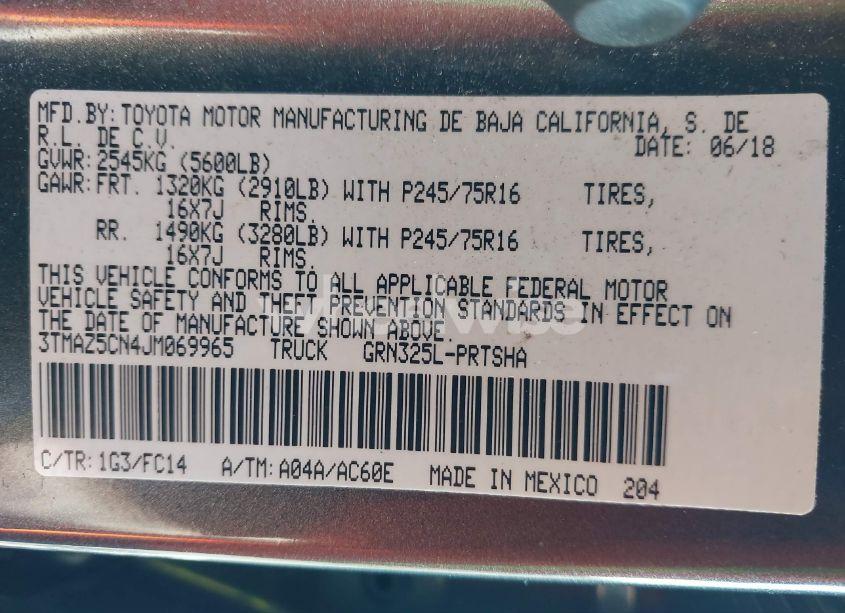 MFD.BY: TOYOTA MOTOR MANUFACTURING DE BAJA CALIFORNIA, S. DE
R.L. DE C.V. DATE: 06/18
GVWR: 2545KG (5600LB)
GAWR: FRT. 1320KG (2910LB) WITH P245/75R16 TIRES,
16X7J RIMS.
RR. 1490KG (3280LB) WITH P245/75R16 TIRES,
16X7J RIMS.
THIS VEHICLE CONFORMS TO ALL APPLICABLE FEDERAL MOTOR
VEHICLE SAFETY AND THEFT PREVENTION STANDARDS IN EFFECT ON
THE DATE OF MANUFACTURE SHOWN ABOVE.
3TMAZ5CN4JM069965 TRUCK GRN325L-PRTSHA
C/TR: 1G3/FC14 A/TM: A04A/AC60E MADE IN MEXICO 204